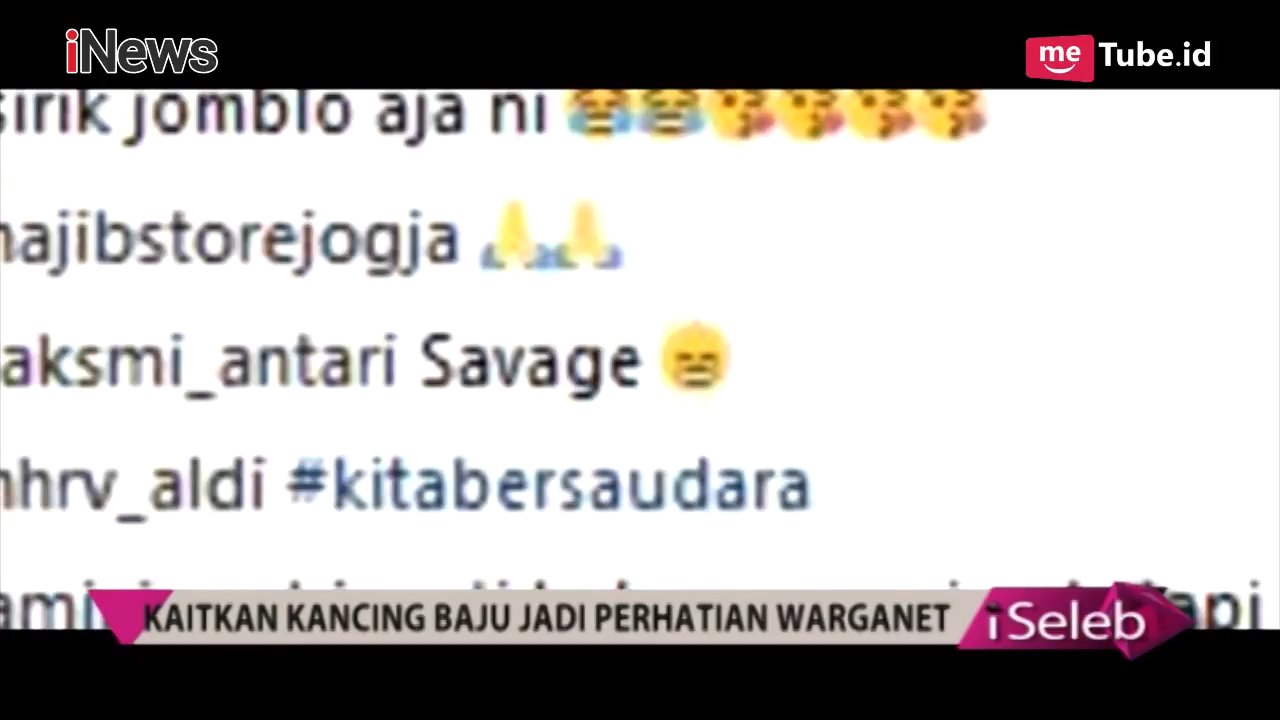 iNews
me Tube.id
sirik jomblo aja ni 😭😭😘😘😘😘
najibstorejogja 🙏🙏
aksmi_antari Savage 😑
hrv_aldi #kitabersaudara
KAITKAN KANCING BAJU JADI PERHATIAN WARGANET
iSeleb